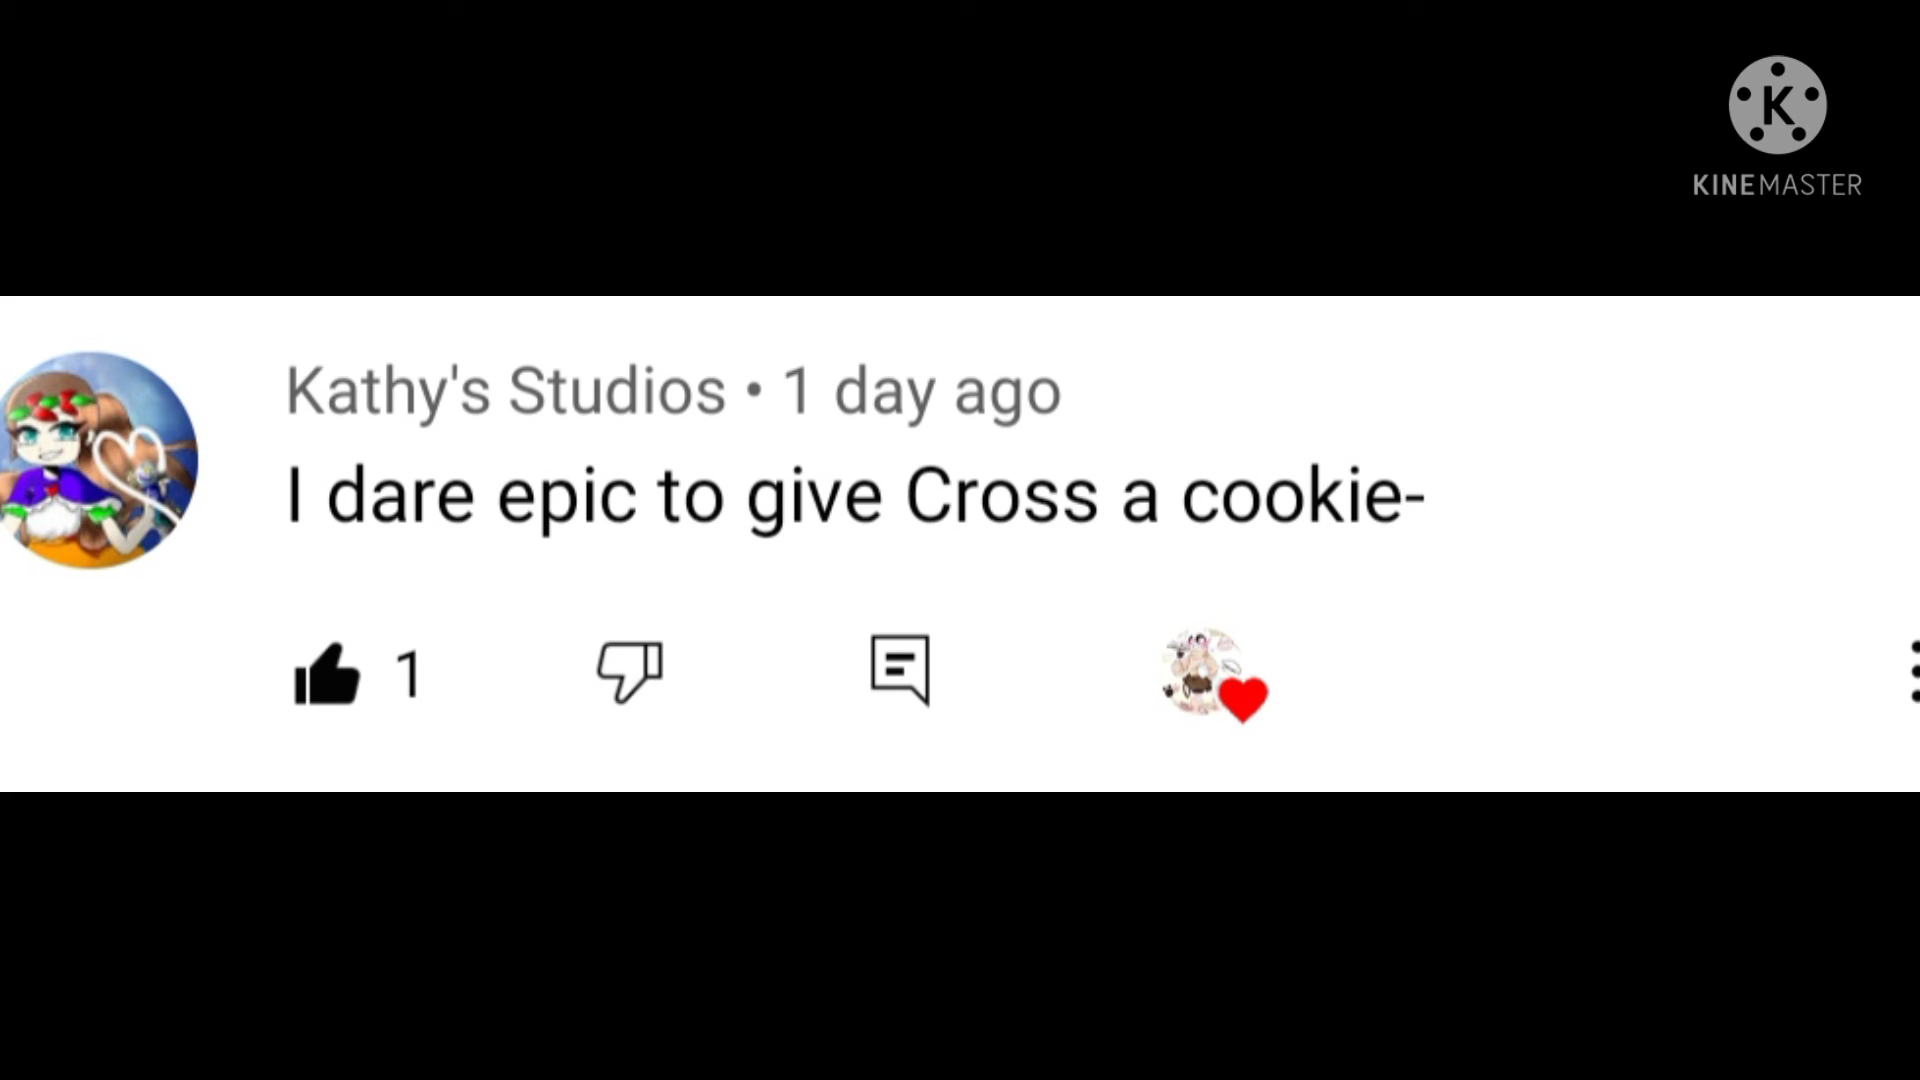 K
KINEMASTER
Kathy's Studios • 1 day ago
I dare epic to give Cross a cookie-
1